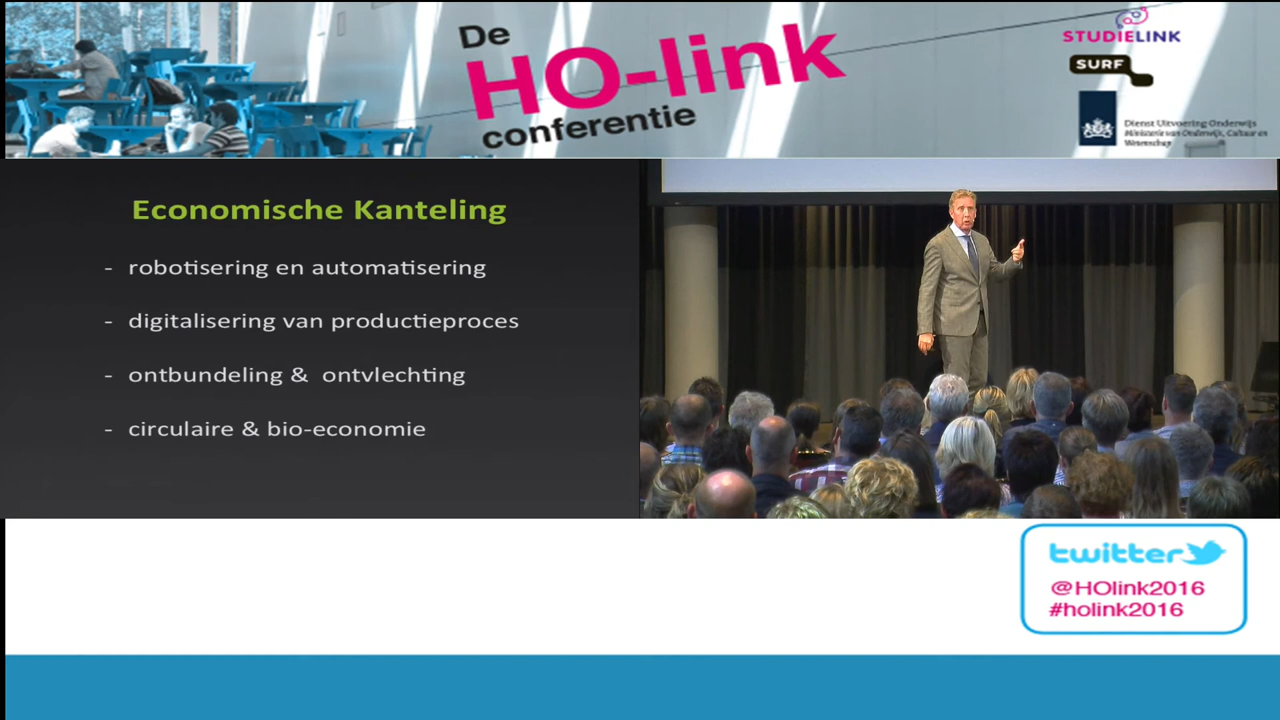 De
HO-link
conferentie
STUDIELINK
SURF
Dienst Uitvoering Onderwijs
Ministerie van Onderwijs, Cultuur en
Wetenschap
Economische Kanteling
- robotisering en automatisering
- digitalisering van productieproces
- ontbundeling & ontvlechting
- circulaire & bio-economie
twitter
@HOlink2016
#holink2016